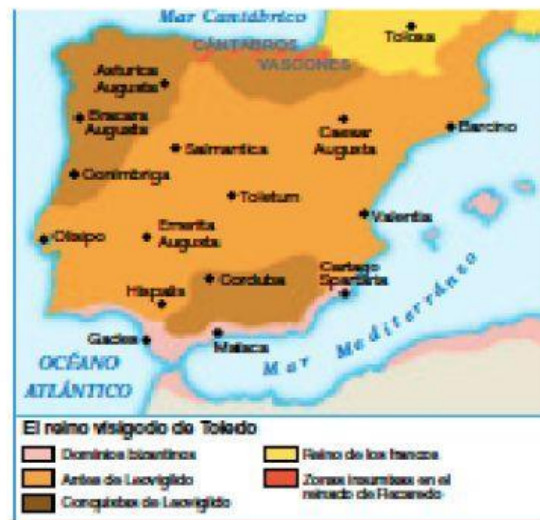 Mar Cantábrico
CÁNTABROS
VASCONES
Tolosa
Asturica
Augusta
Bracara
Augusta
Caesar
Augusta
Barcino
Salmantica
Conimbriga
Toletum
Valentia
Olisipo
Emerita
Augusta
Corduba
Cartago
Spartaria
Hispalis
Gades
Malaca
Mar Mediterráneo
OCÉANO
ATLÁNTICO
El reino visigodo de Toledo
Dominios bizantinos
Reino de los francos
Antes de Leovigildo
Zonas insumisas en el
reinado de Recaredo
Conquistas de Leovigildo